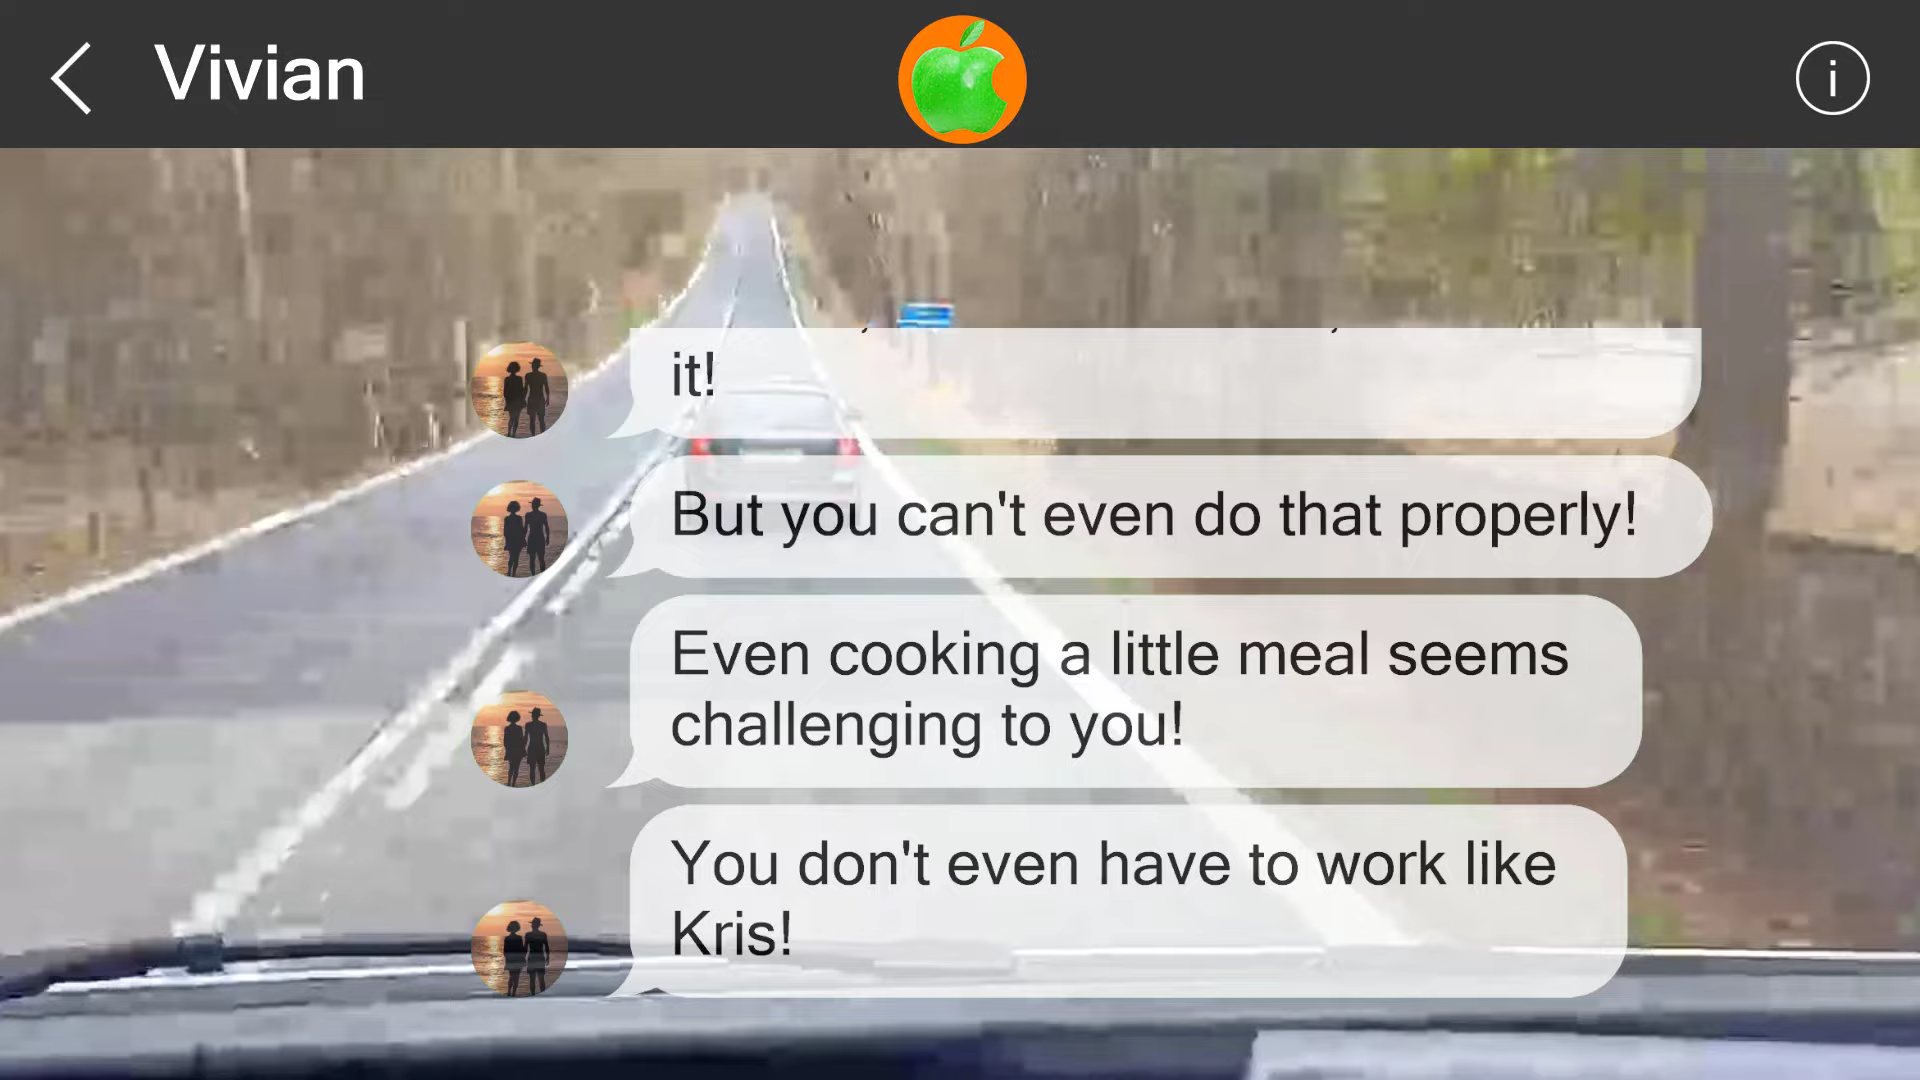 Vivian
it!
But you can't even do that properly!
Even cooking a little meal seems
challenging to you!
You don't even have to work like
Kris!